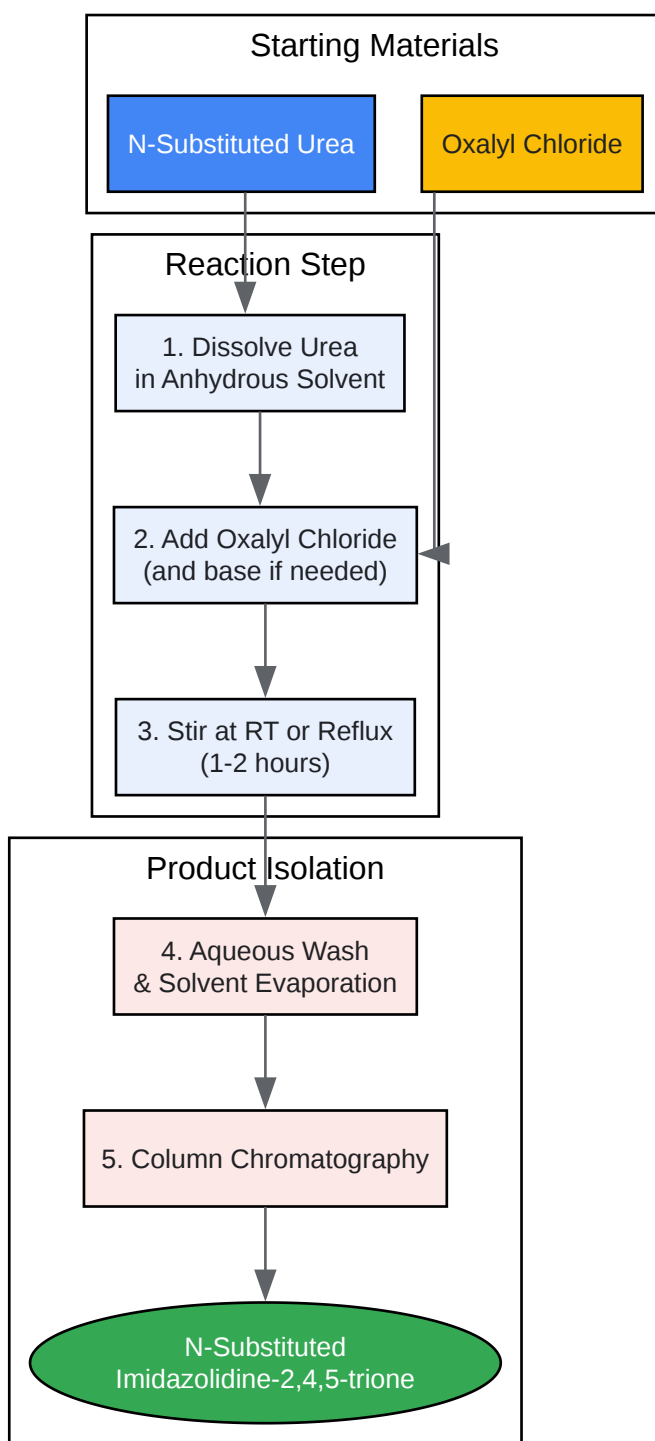 Starting Materials
N-Substituted Urea
Oxalyl Chloride
Reaction Step
1. Dissolve Urea
in Anhydrous Solvent
2. Add Oxalyl Chloride
(and base if needed)
3. Stir at RT or Reflux
(1-2 hours)
Product Isolation
4. Aqueous Wash
& Solvent Evaporation
5. Column Chromatography
N-Substituted
Imidazolidine-2,4,5-trione